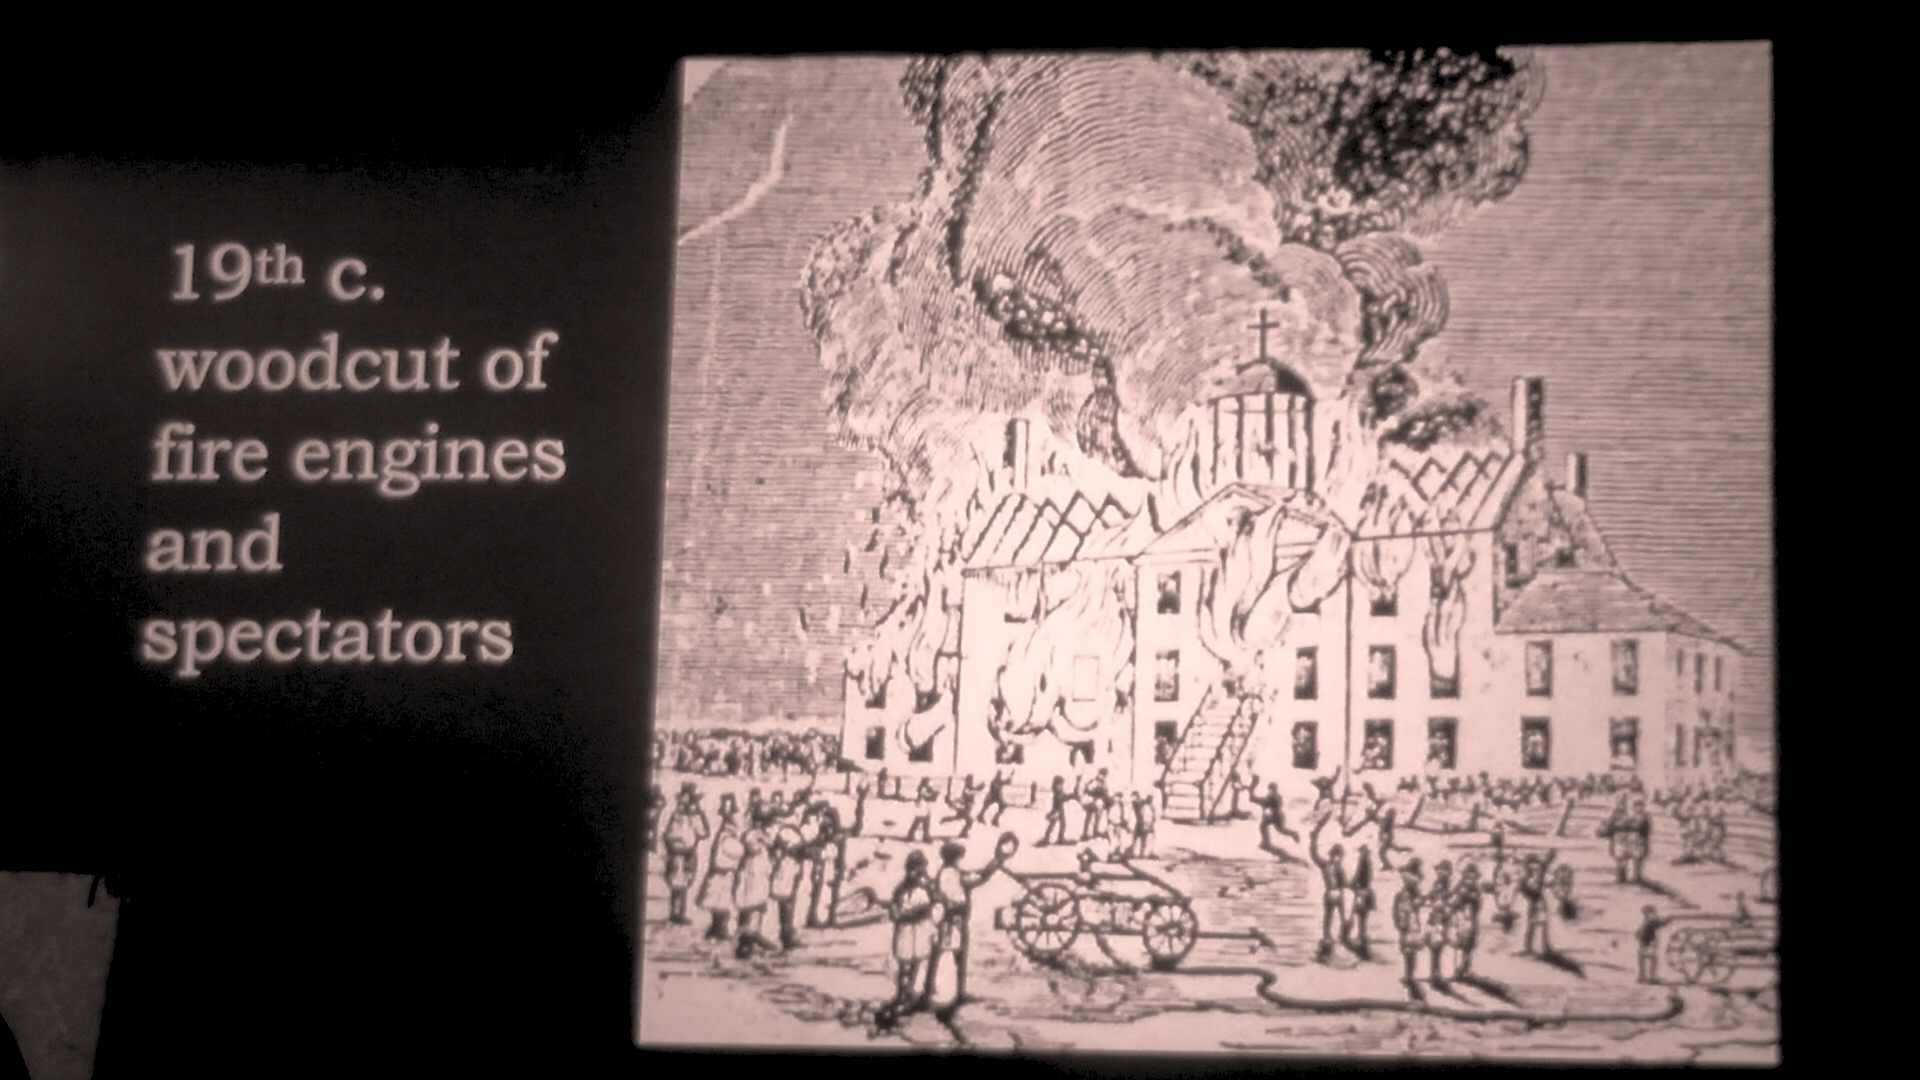 19th c.
woodcut of
fire engines
and
spectators